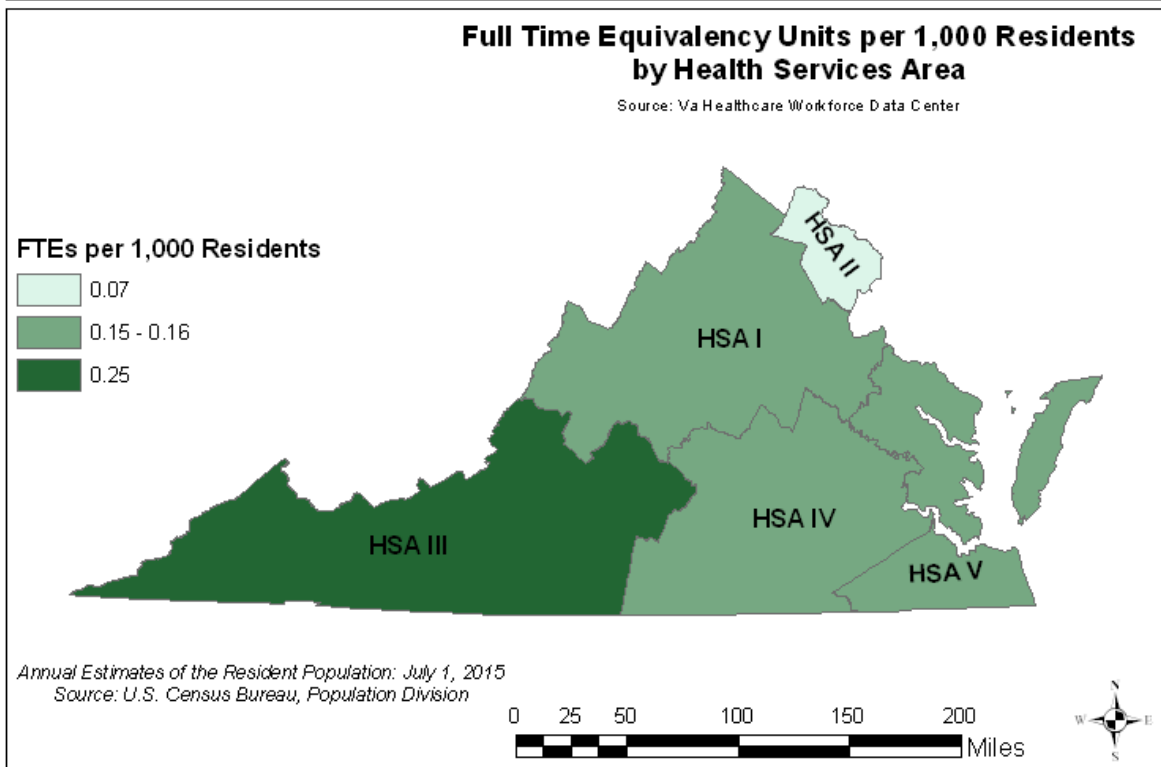 Full Time Equivalency Units per 1,000 Residents
by Health Services Area
Source: Va Healthcare Workforce Data Center
FTEs per 1,000 Residents
0.07
0.15 - 0.16
0.25
HSA II
HSA I
HSA III
HSA IV
HSA V
Annual Estimates of the Resident Population: July 1, 2015
Source: U.S. Census Bureau, Population Division
0 25 50 100 150 200
Miles
N
W E
S